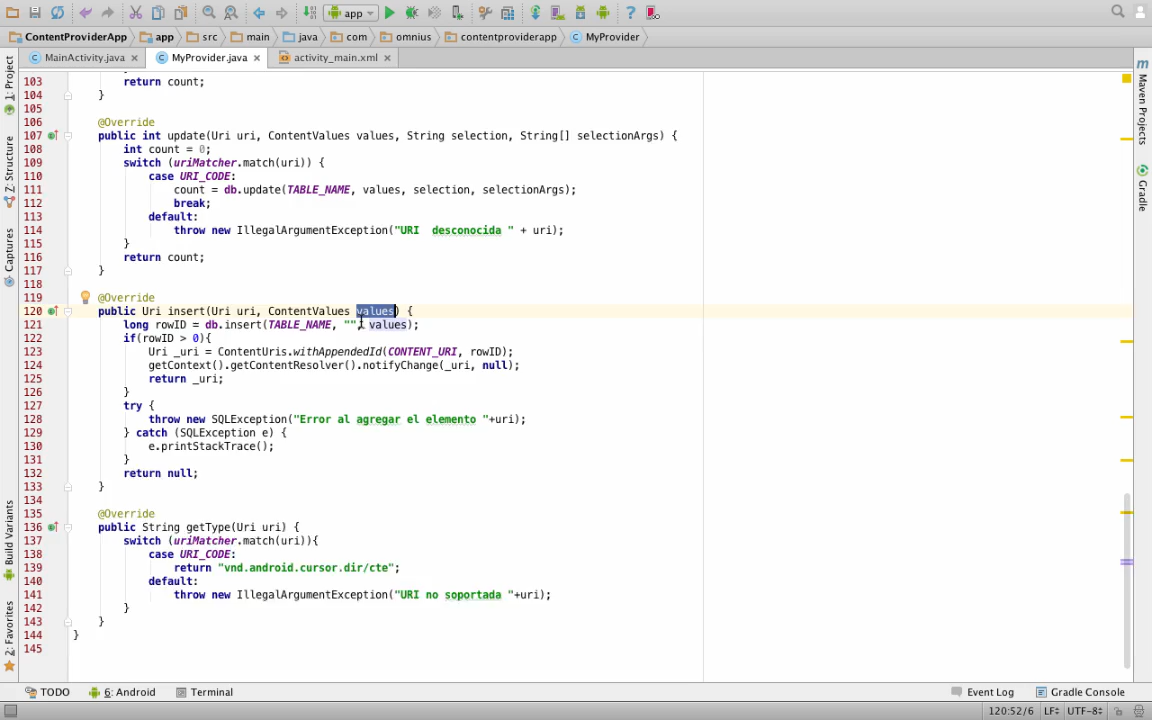 app
ContentProviderApp app src main java com omnius contentproviderapp MyProvider
MainActivity.java MyProvider.java activity_main.xml
1: Project
7: Structure
Captures
Build Variants
2: Favorites
Maven Projects
Gradle
103 return count;
104 }
105
106 @Override
107 public int update(Uri uri, ContentValues values, String selection, String[] selectionArgs) {
108 int count = 0;
109 switch (uriMatcher.match(uri)) {
110 case URI_CODE:
111 count = db.update(TABLE_NAME, values, selection, selectionArgs);
112 break;
113 default:
114 throw new IllegalArgumentException("URI  desconocida " + uri);
115 }
116 return count;
117 }
118
119 @Override
120 public Uri insert(Uri uri, ContentValues values) {
121 long rowID = db.insert(TABLE_NAME, "", values);
122 if(rowID > 0){
123 Uri _uri = ContentUris.withAppendedId(CONTENT_URI, rowID);
124 getContext().getContentResolver().notifyChange(_uri, null);
125 return _uri;
126 }
127 try {
128 throw new SQLException("Error al agregar el elemento "+uri);
129 } catch (SQLException e) {
130 e.printStackTrace();
131 }
132 return null;
133 }
134
135 @Override
136 public String getType(Uri uri) {
137 switch (uriMatcher.match(uri)){
138 case URI_CODE:
139 return "vnd.android.cursor.dir/cte";
140 default:
141 throw new IllegalArgumentException("URI no soportada "+uri);
142 }
143 }
144 }
145
TODO 6: Android Terminal Event Log Gradle Console
120:52/6 LF UTF-8